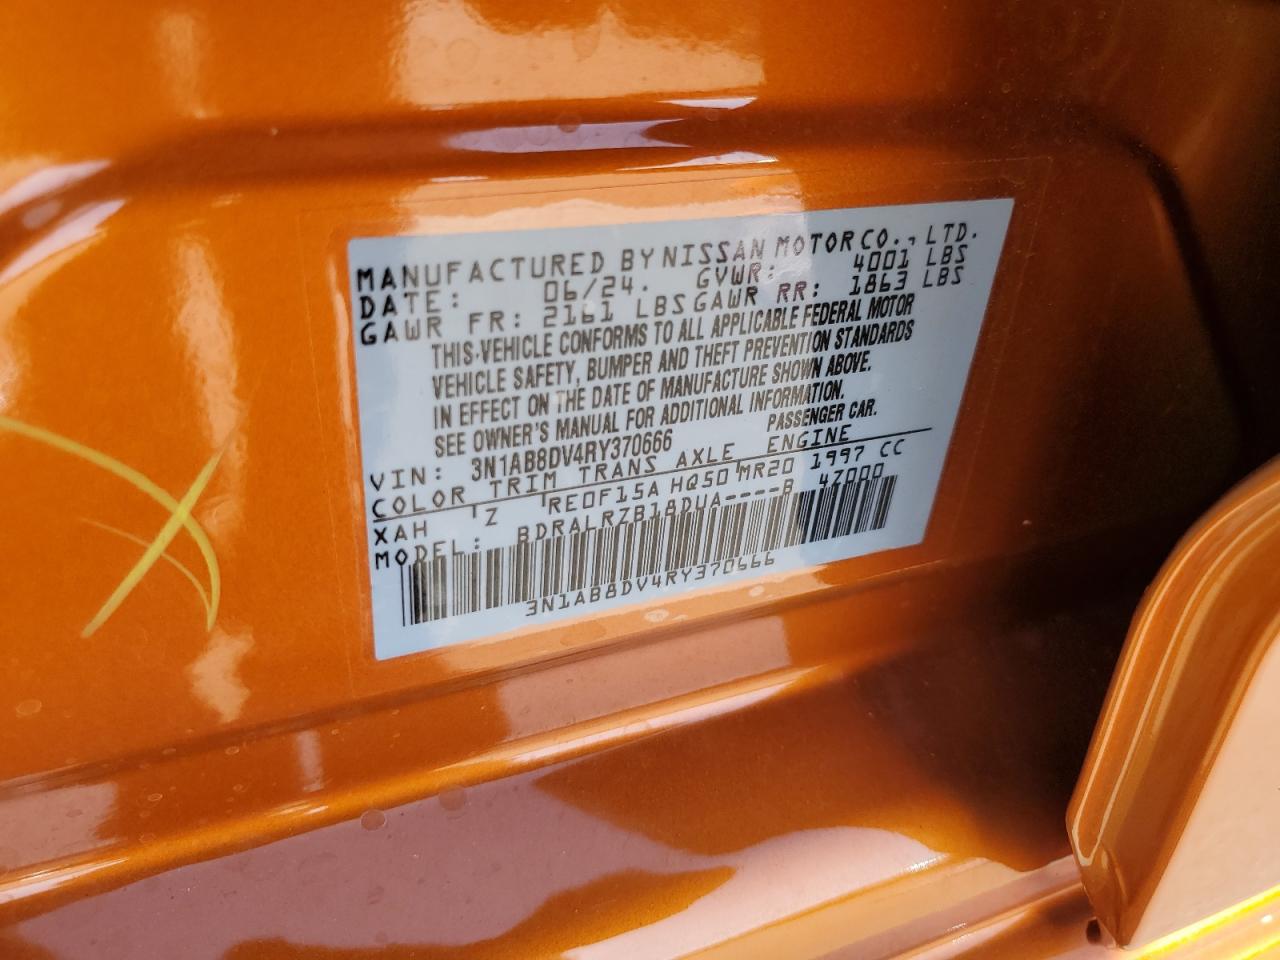 MANUFACTURED BY NISSAN MOTOR CO., LTD.
DATE: 06/24. GVWR: 4001 LBS
GAWR FR: 2161 LBS GAWR RR: 1863 LBS
THIS VEHICLE CONFORMS TO ALL APPLICABLE FEDERAL MOTOR
VEHICLE SAFETY, BUMPER AND THEFT PREVENTION STANDARDS
IN EFFECT ON THE DATE OF MANUFACTURE SHOWN ABOVE.
SEE OWNER'S MANUAL FOR ADDITIONAL INFORMATION.
VIN: 3N1AB8DV4RY370666 PASSENGER CAR.
COLOR TRIM TRANS AXLE ENGINE
XAH Z RE0F15A HQ50 MR20 1997 CC
MODEL: BDRALRZB18DUA----B 4Z000
3N1AB8DV4RY370666